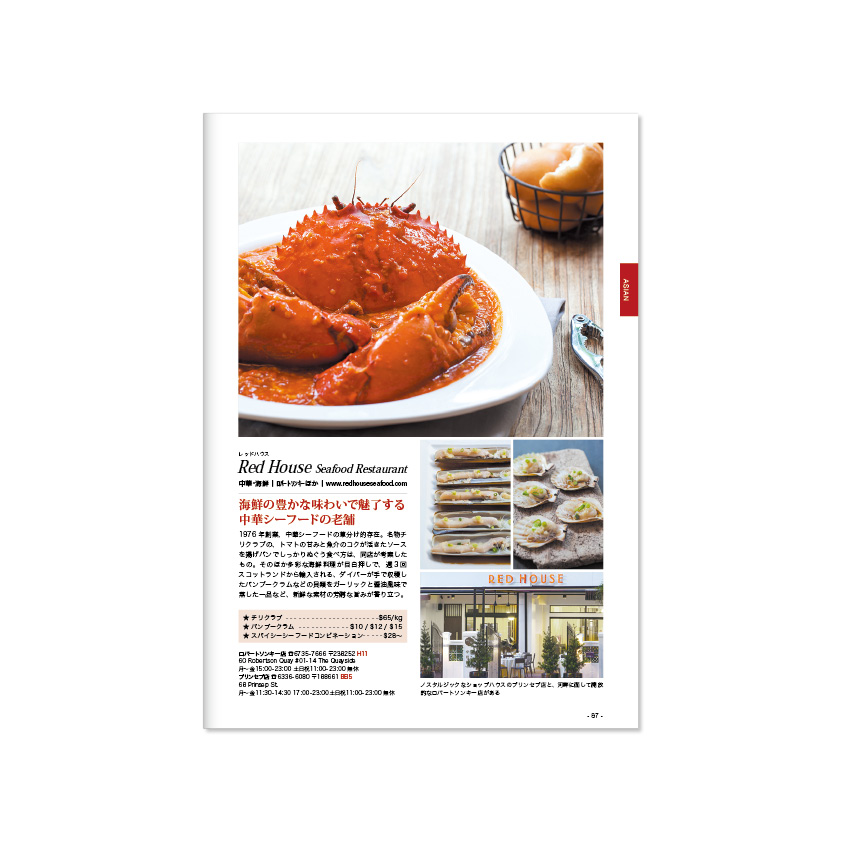 ASIAN
レッドハウス
Red House Seafood Restaurant
中華・海鮮 | ロバートソンキーほか | www.redhouseseafood.com
海鮮の豊かな味わいで魅了する
中華シーフードの老舗
1976年創業、中華シーフードの草分け的存在。名物チ
リクラブの、トマトの甘みと魚介のコクが活きたソース
を揚げパンでしっかりぬぐう食べ方は、同店が考案した
もの。そのほか多彩な海鮮料理が目白押しで、週3回
スコットランドから輸入される、ダイバーが手で収穫し
たバンブークラムなどの貝類をガーリックと醤油風味で
蒸した一品など、新鮮な素材の芳醇な旨みが香り立つ。
★ チリクラブ ---------------------- $65/kg
★ バンブークラム -------------- $10 / $12 / $15
★ スパイシーシーフードコンビネーション ----- $28～
ロバートソンキー店 ☎6735-7666 〒238252 H11
60 Robertson Quay #01-14 The Quayside
月～金15:00-23:00 土日祝11:00-23:00 無休
プリンセプ店 ☎6336-6080 〒188661 B35
68 Prinsep St.
月～金11:30-14:30 17:00-23:00 土日祝11:00-23:00 無休
RED HOUSE
ノスタルジックなショップハウスのプリンセプ店と、河岸に面して開放
的なロバートソンキー店がある
- 87 -